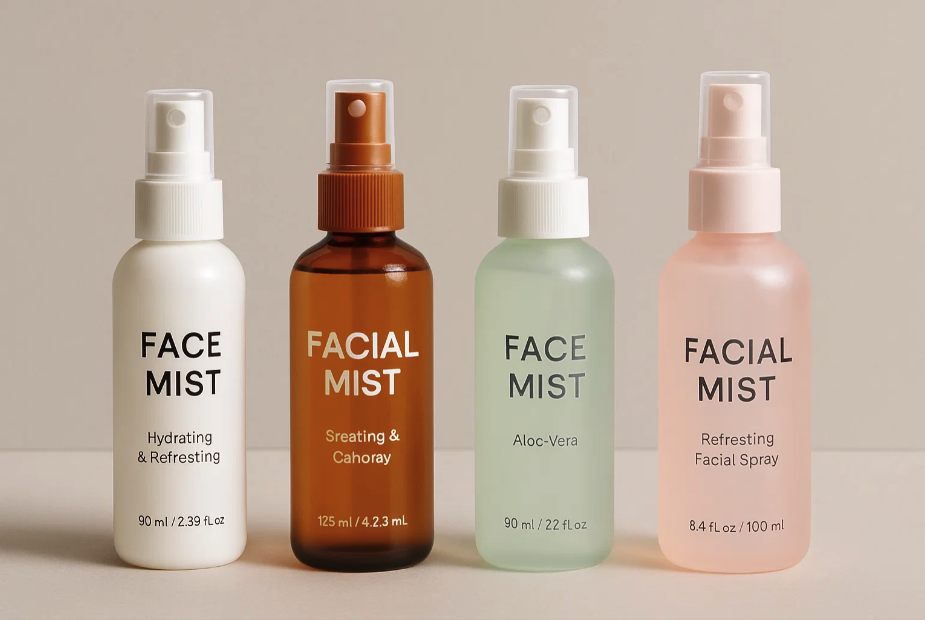 FACE
MIST
Hydrating
& Refresting
90 ml / 2.39 fl oz
FACIAL
MIST
Sreating &
Cahoray
125 ml / 4.2.3 mL
FACE
MIST
Aloc-Vera
90 ml / 22 fl oz
FACIAL
MIST
Refresting
Facial Spray
8.4 fl oz / 100 ml